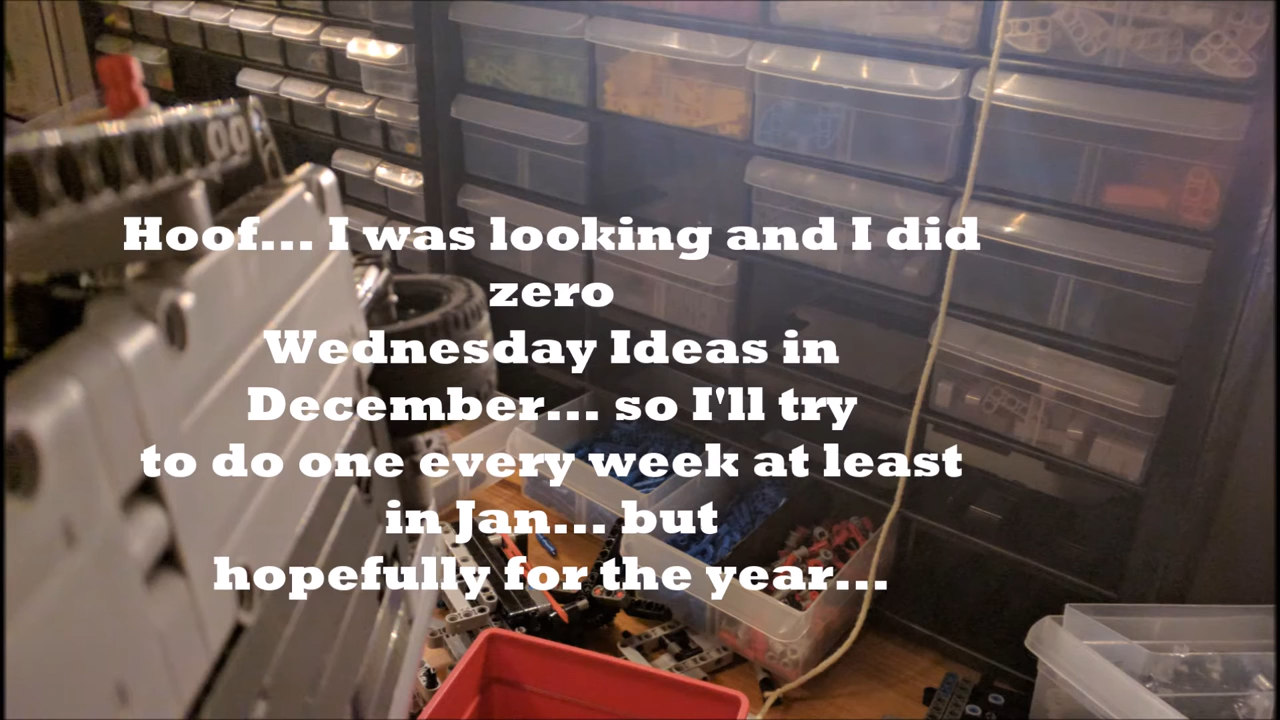 Hoof... I was looking and I did
zero
Wednesday Ideas in
December... so I'll try
to do one every week at least
in Jan... but
hopefully for the year...